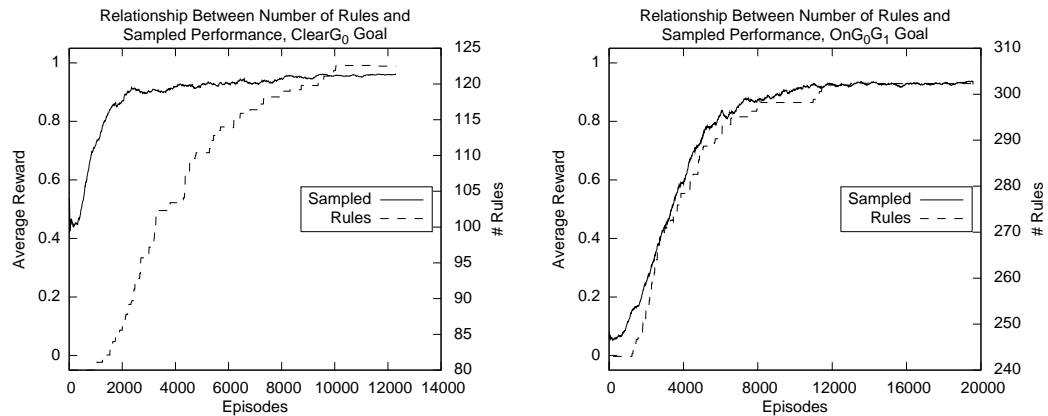 Relationship Between Number of Rules and
Sampled Performance, ClearG0 Goal
1
0.8
0.6
0.4
0.2
0
Average Reward
125
120
115
110
105
100
95
90
85
80
# Rules
Sampled
Rules
0 2000 4000 6000 8000 10000 12000 14000
Episodes
Relationship Between Number of Rules and
Sampled Performance, OnG0G1 Goal
1
0.8
0.6
0.4
0.2
0
Average Reward
310
300
290
280
270
260
250
240
# Rules
Sampled
Rules
0 4000 8000 12000 16000 20000
Episodes